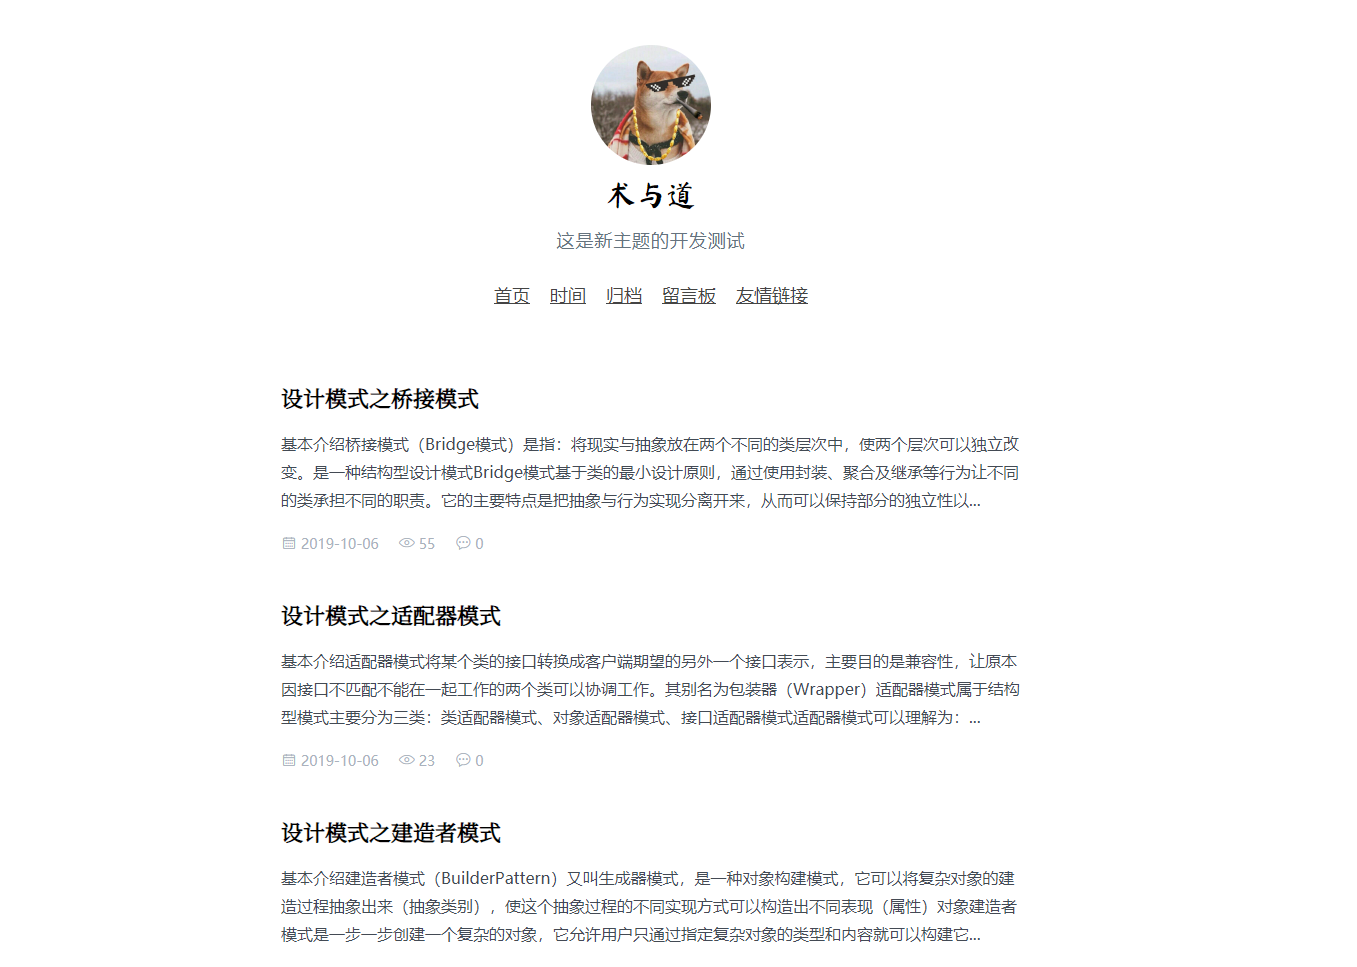 术与道
这是新主题的开发测试
首页 时间 归档 留言板 友情链接
设计模式之桥接模式
基本介绍桥接模式（Bridge模式）是指：将现实与抽象放在两个不同的类层次中，使两个层次可以独立改
变。是一种结构型设计模式Bridge模式基于类的最小设计原则，通过使用封装、聚合及继承等行为让不同
的类承担不同的职责。它的主要特点是把抽象与行为实现分离开来，从而可以保持部分的独立性以...
2019-10-06 55 0
设计模式之适配器模式
基本介绍适配器模式将某个类的接口转换成客户端期望的另外一个接口表示，主要目的是兼容性，让原本
因接口不匹配不能在一起工作的两个类可以协调工作。其别名为包装器（Wrapper）适配器模式属于结构
型模式主要分为三类：类适配器模式、对象适配器模式、接口适配器模式适配器模式可以理解为：...
2019-10-06 23 0
设计模式之建造者模式
基本介绍建造者模式（BuilderPattern）又叫生成器模式，是一种对象构建模式，它可以将复杂对象的建
造过程抽象出来（抽象类别），使这个抽象过程的不同实现方式可以构造出不同表现（属性）对象建造者
模式是一步一步创建一个复杂的对象，它允许用户只通过指定复杂对象的类型和内容就可以构建它...